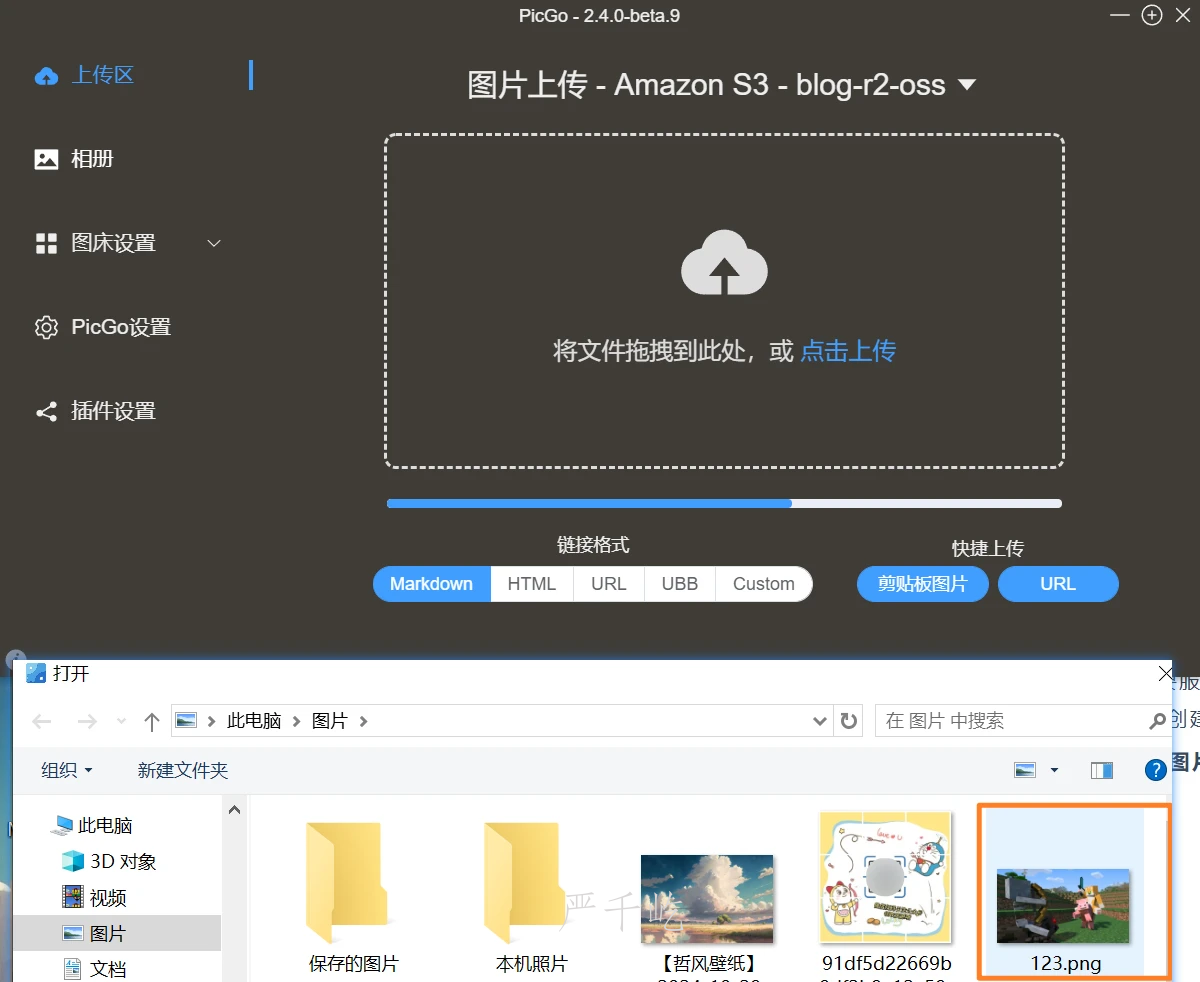 PicGo - 2.4.0-beta.9
上传区
图片上传 - Amazon S3 - blog-r2-oss
相册
图床设置
PicGo设置
插件设置
将文件拖拽到此处，或 点击上传
链接格式
快捷上传
Markdown HTML URL UBB Custom
剪贴板图片 URL
打开
此电脑 图片
在 图片 中搜索
创建
组织 新建文件夹
图片
此电脑
3D 对象
视频
图片
文档
严千
保存的图片
本机照片
【哲风壁纸】
91df5d22669b
123.png